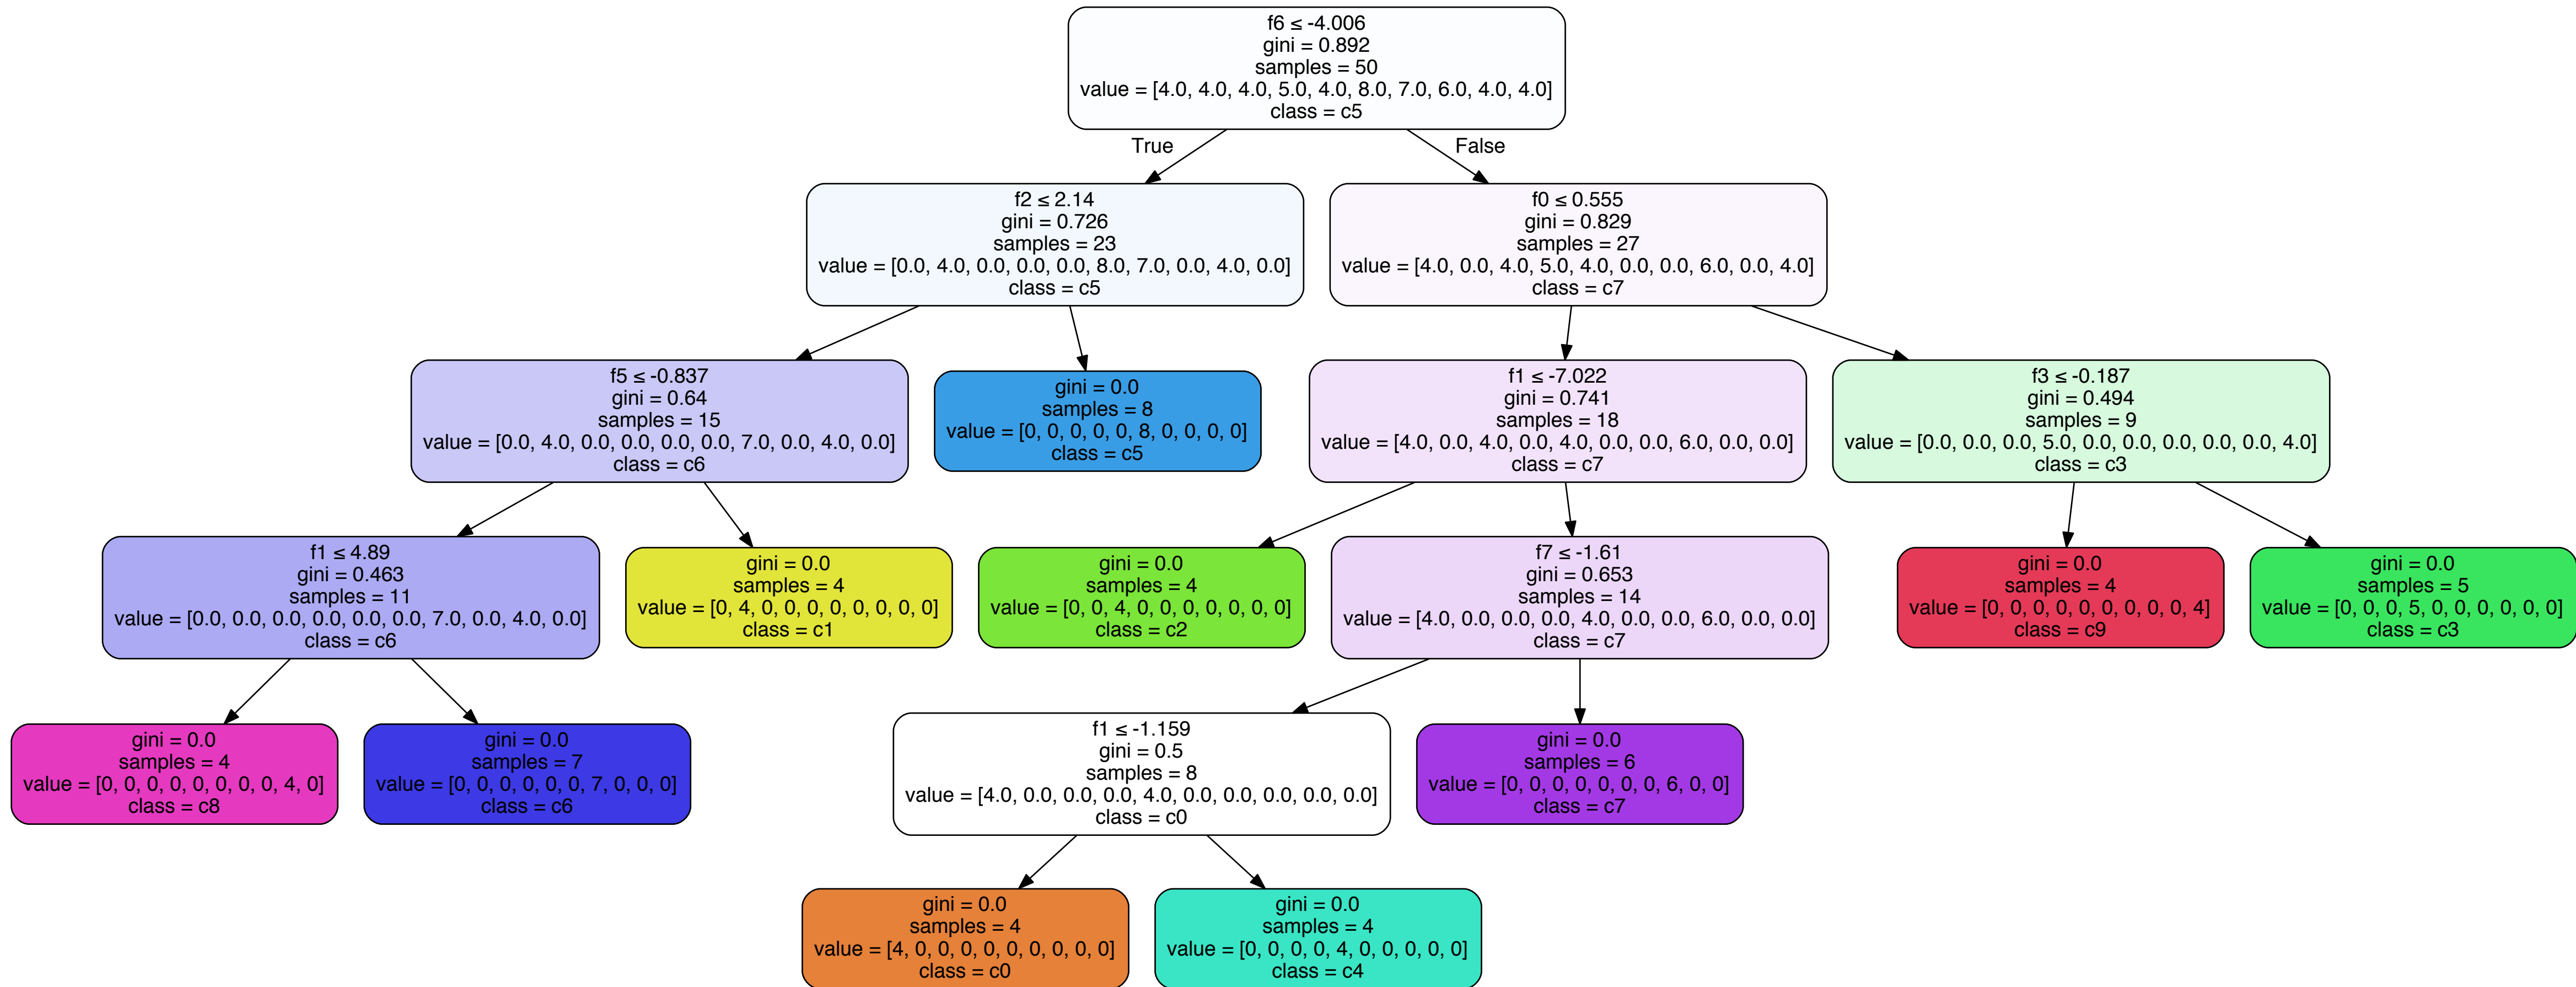 f6 ≤ -4.006
gini = 0.892
samples = 50
value = [4.0, 4.0, 4.0, 5.0, 4.0, 8.0, 7.0, 6.0, 4.0, 4.0]
class = c5
True
False
f2 ≤ 2.14
gini = 0.726
samples = 23
value = [0.0, 4.0, 0.0, 0.0, 0.0, 8.0, 7.0, 0.0, 4.0, 0.0]
class = c5
f0 ≤ 0.555
gini = 0.829
samples = 27
value = [4.0, 0.0, 4.0, 5.0, 4.0, 0.0, 0.0, 6.0, 0.0, 4.0]
class = c7
f5 ≤ -0.837
gini = 0.64
samples = 15
value = [0.0, 4.0, 0.0, 0.0, 0.0, 0.0, 7.0, 0.0, 4.0, 0.0]
class = c6
gini = 0.0
samples = 8
value = [0, 0, 0, 0, 0, 8, 0, 0, 0, 0]
class = c5
f1 ≤ -7.022
gini = 0.741
samples = 18
value = [4.0, 0.0, 4.0, 0.0, 4.0, 0.0, 0.0, 6.0, 0.0, 0.0]
class = c7
f3 ≤ -0.187
gini = 0.494
samples = 9
value = [0.0, 0.0, 0.0, 5.0, 0.0, 0.0, 0.0, 0.0, 0.0, 4.0]
class = c3
f1 ≤ 4.89
gini = 0.463
samples = 11
value = [0.0, 0.0, 0.0, 0.0, 0.0, 0.0, 7.0, 0.0, 4.0, 0.0]
class = c6
gini = 0.0
samples = 4
value = [0, 4, 0, 0, 0, 0, 0, 0, 0, 0]
class = c1
gini = 0.0
samples = 4
value = [0, 0, 4, 0, 0, 0, 0, 0, 0, 0]
class = c2
f7 ≤ -1.61
gini = 0.653
samples = 14
value = [4.0, 0.0, 0.0, 0.0, 4.0, 0.0, 0.0, 6.0, 0.0, 0.0]
class = c7
gini = 0.0
samples = 4
value = [0, 0, 0, 0, 0, 0, 0, 0, 0, 4]
class = c9
gini = 0.0
samples = 5
value = [0, 0, 0, 5, 0, 0, 0, 0, 0, 0]
class = c3
gini = 0.0
samples = 4
value = [0, 0, 0, 0, 0, 0, 0, 0, 4, 0]
class = c8
gini = 0.0
samples = 7
value = [0, 0, 0, 0, 0, 0, 7, 0, 0, 0]
class = c6
f1 ≤ -1.159
gini = 0.5
samples = 8
value = [4.0, 0.0, 0.0, 0.0, 4.0, 0.0, 0.0, 0.0, 0.0, 0.0]
class = c0
gini = 0.0
samples = 6
value = [0, 0, 0, 0, 0, 0, 0, 6, 0, 0]
class = c7
gini = 0.0
samples = 4
value = [4, 0, 0, 0, 0, 0, 0, 0, 0, 0]
class = c0
gini = 0.0
samples = 4
value = [0, 0, 0, 0, 4, 0, 0, 0, 0, 0]
class = c4